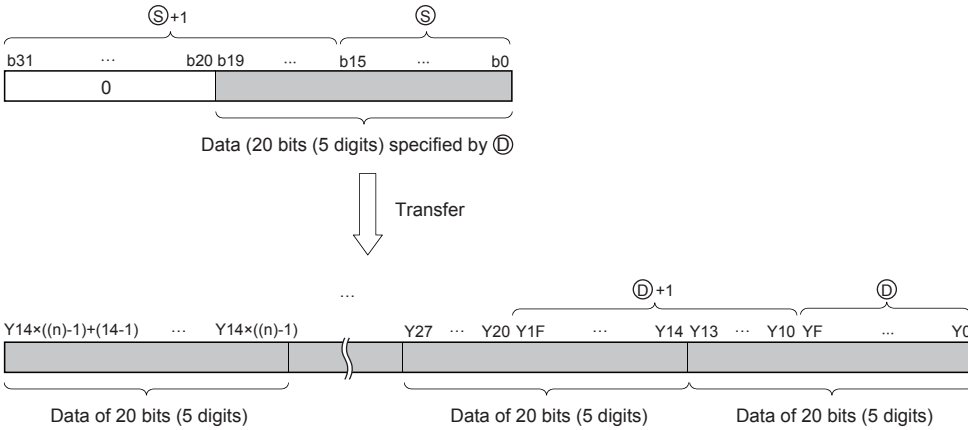 Ⓢ+1 Ⓢ
b31 ... b20 b19 ... b15 ... b0
0
Data (20 bits (5 digits) specified by Ⓓ
Transfer
...
Ⓓ+1 Ⓓ
Y14×((n)-1)+(14-1) ... Y14×((n)-1) Y27 ... Y20 Y1F ... Y14 Y13 ... Y10 YF ... Y0
Data of 20 bits (5 digits) Data of 20 bits (5 digits) Data of 20 bits (5 digits)